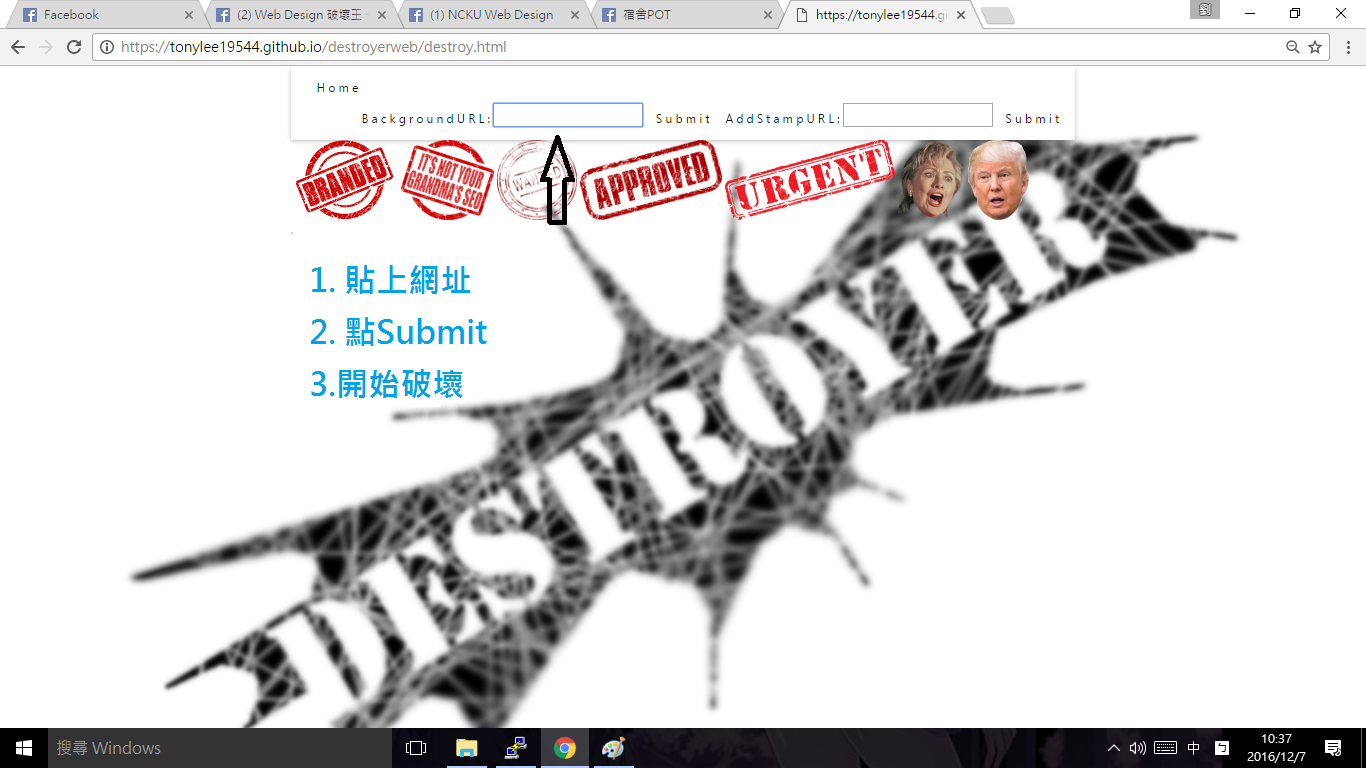 Facebook
(2) Web Design 破壞王 -
(1) NCKU Web Design
宿舍POT
https://tonylee19544.gi
https://tonylee19544.github.io/destroyerweb/destroy.html
Home
BackgroundURL: Submit AddStampURL: Submit
BRANDED
IT'S NOT YOUR GRANDMA'S SEO
APPROVED
URGENT
1. 貼上網址
2. 點Submit
3.開始破壞
DESTROYER
搜尋 Windows
中
10:37
2016/12/7